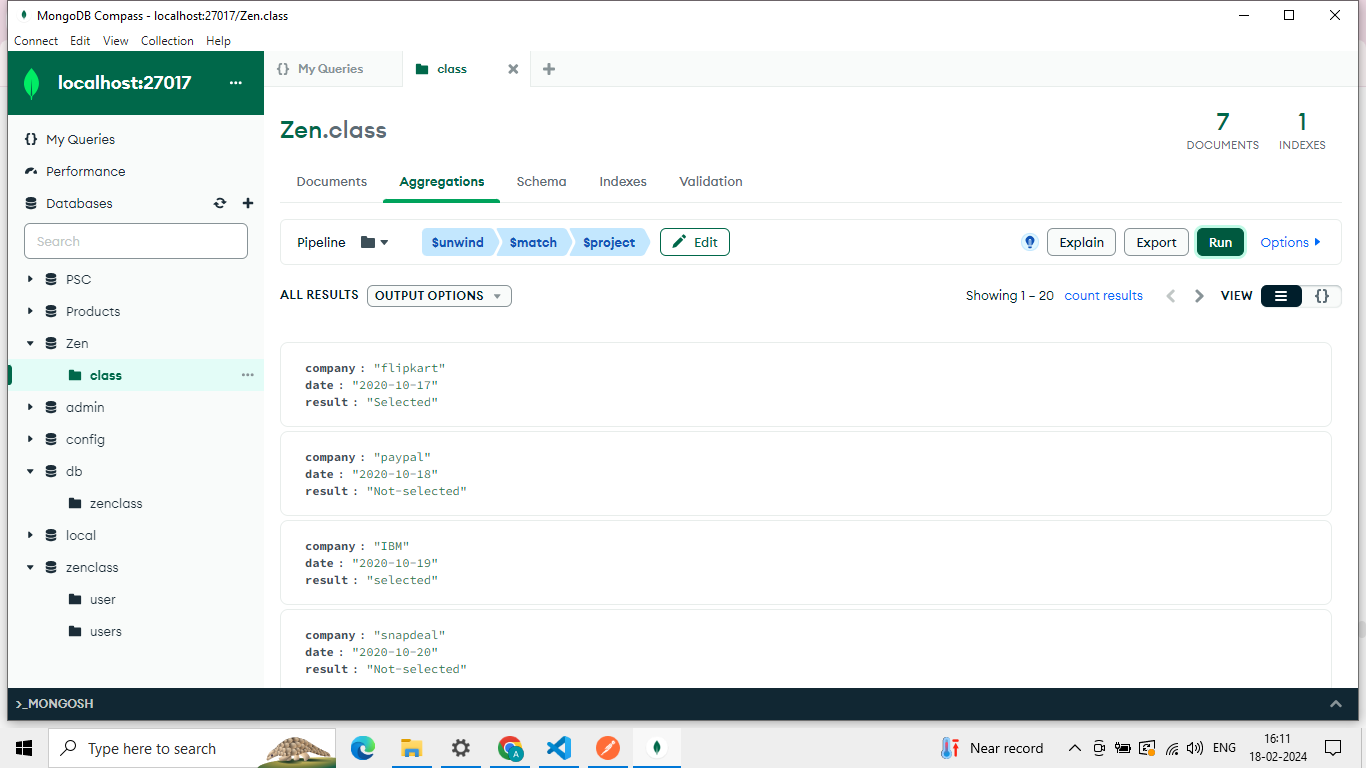 MongoDB Compass - localhost:27017/Zen.class
Connect Edit View Collection Help
localhost:27017 ...
{} My Queries
Performance
Databases
Search
PSC
Products
Zen
class ...
admin
config
db
zenclass
local
zenclass
user
users
{} My Queries
class
Zen.class
7 DOCUMENTS
1 INDEXES
Documents Aggregations Schema Indexes Validation
Pipeline $unwind $match $project Edit Explain Export Run Options
ALL RESULTS OUTPUT OPTIONS Showing 1 – 20 count results VIEW {}
company : "flipkart"
date : "2020-10-17"
result : "Selected"
company : "paypal"
date : "2020-10-18"
result : "Not-selected"
company : "IBM"
date : "2020-10-19"
result : "selected"
company : "snapdeal"
date : "2020-10-20"
result : "Not-selected"
>_MONGOSH
Type here to search
Near record
ENG
16:11
18-02-2024